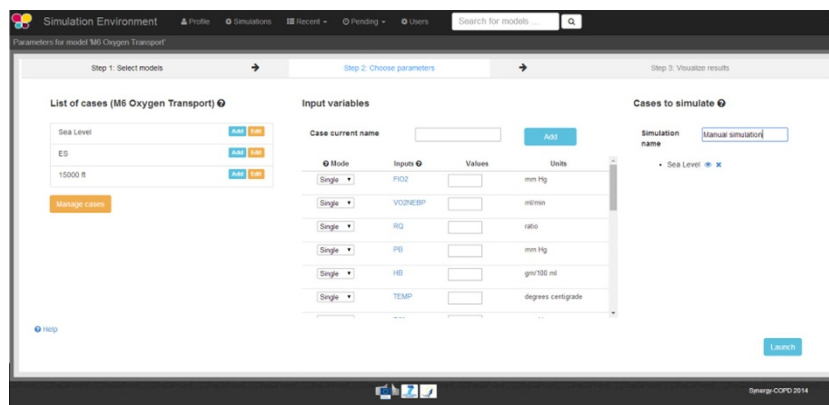 Simulation Environment Profile Simulations Recent Pending Users Search for models ...
Parameters for model 'M6 Oxygen Transport'
Step 1: Select models Step 2: Choose parameters Step 3: Visualize results
List of cases (M6 Oxygen Transport) Input variables Cases to simulate
Sea Level Add Edit
ES Add Edit
15000 ft Add Edit
Manage cases
Case current name Add
Mode Inputs Values Units
Single FIO2 mm Hg
Single VO2NEBP ml/min
Single RQ ratio
Single PB mm Hg
Single HB gm/100 ml
Single TEMP degrees centigrade
Simulation name Manual simulation
Sea Level
Help
Launch
Synergy-COPD 2014